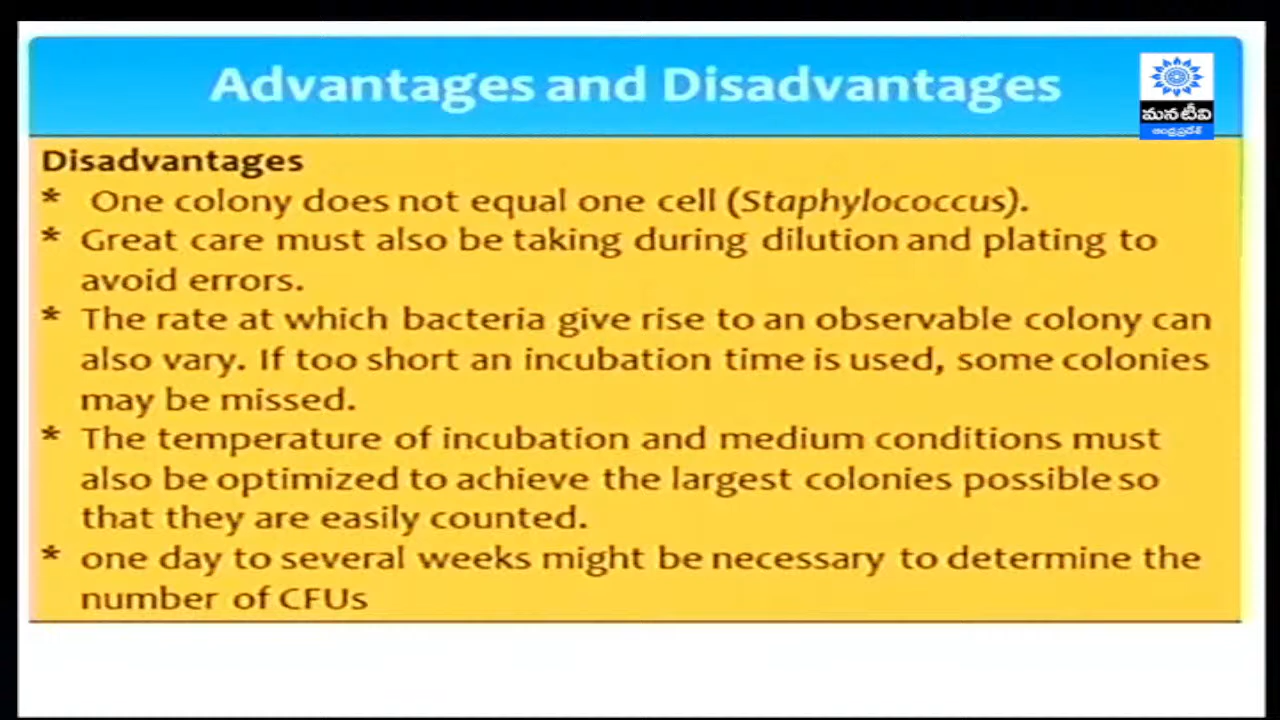 Advantages and Disadvantages
మనటీవి
ఆంధ్రప్రదేశ్
Disadvantages
* One colony does not equal one cell (Staphylococcus).
* Great care must also be taking during dilution and plating to
avoid errors.
* The rate at which bacteria give rise to an observable colony can
also vary. If too short an incubation time is used, some colonies
may be missed.
* The temperature of incubation and medium conditions must
also be optimized to achieve the largest colonies possible so
that they are easily counted.
* one day to several weeks might be necessary to determine the
number of CFUs